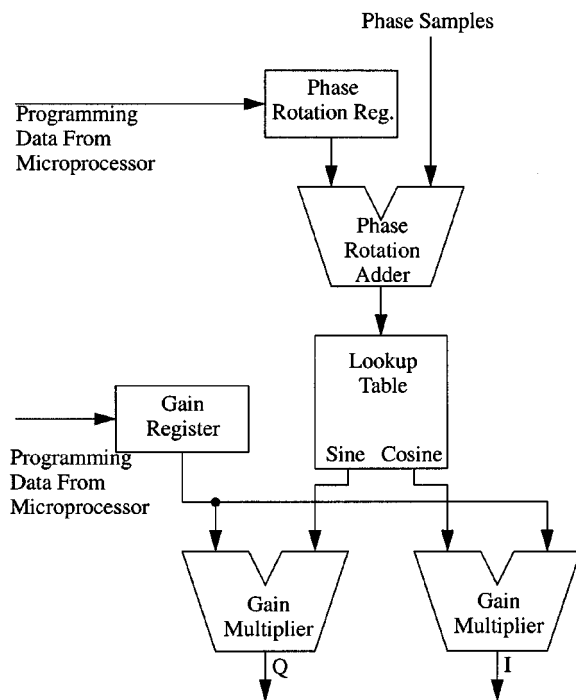 Phase Samples
Phase
Rotation Reg.
Programming
Data From
Microprocessor
Phase
Rotation
Adder
Lookup
Table
Sine Cosine
Gain
Register
Programming
Data From
Microprocessor
Gain
Multiplier
Gain
Multiplier
Q
I